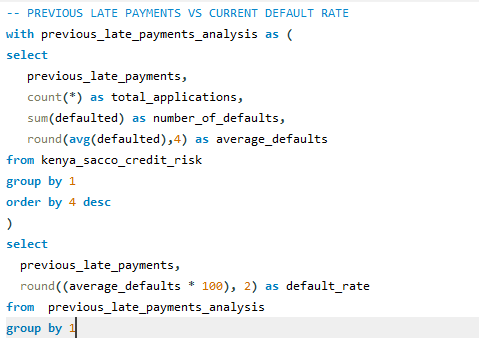 -- PREVIOUS LATE PAYMENTS VS CURRENT DEFAULT RATE
with previous_late_payments_analysis as (
select
   previous_late_payments,
   count(*) as total_applications,
   sum(defaulted) as number_of_defaults,
   round(avg(defaulted),4) as average_defaults
from kenya_sacco_credit_risk
group by 1
order by 4 desc
)
select
  previous_late_payments,
  round((average_defaults * 100), 2) as default_rate
from  previous_late_payments_analysis
group by 1